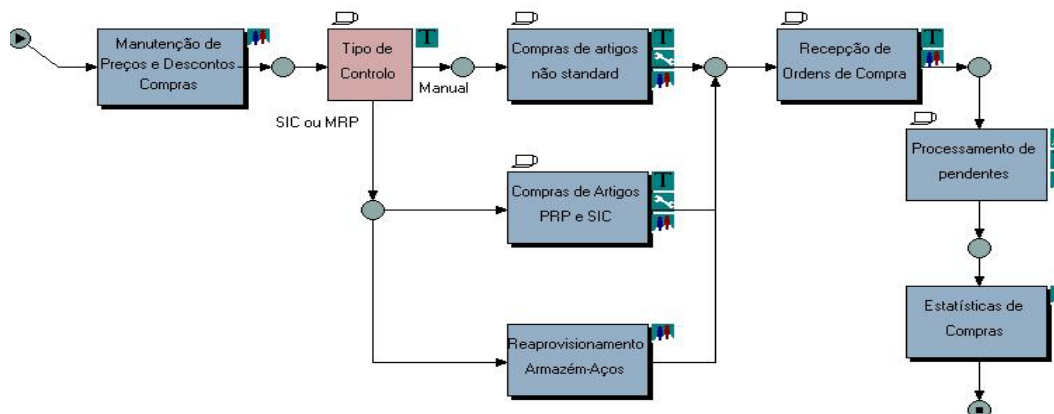 Manutenção de
Preços e Descontos
Compras
Tipo de
Controlo
T
Manual
SIC ou MRP
Compras de artigos
não standard
T
Recepção de
Ordens de Compra
T
Processamento de
pendentes
Compras de Artigos
PRP e SIC
T
Reaprovisionamento
Armazém-Aços
Estatísticas de
Compras